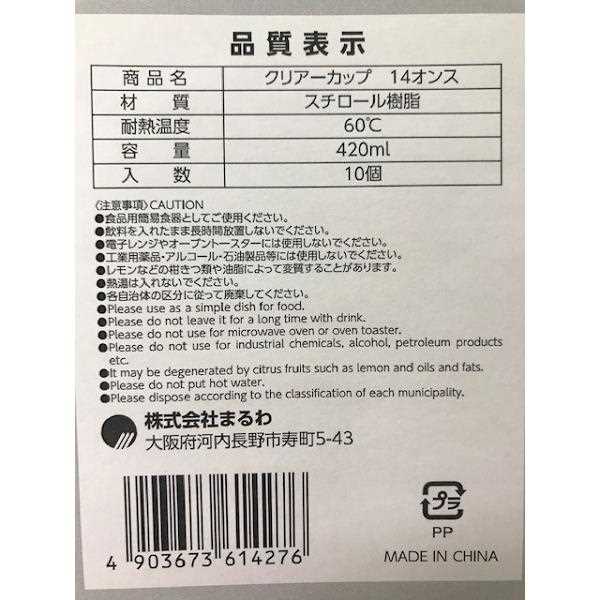 品質表示
商品名 クリアーカップ 14オンス
材質 スチロール樹脂
耐熱温度 60℃
容量 420ml
入数 10個
〈注意事項〉CAUTION
●食品用簡易食器としてご使用ください。
●飲料を入れたまま長時間放置しないでください。
●電子レンジやオーブントースターには使用しないでください。
●工業用薬品・アルコール・石油製品等には使用しないでください。
●レモンなどの柑きつ類や油脂によって変質することがあります。
●熱湯は入れないでください。
●各自治体の区分に従って廃棄してください。
●Please use as a simple dish for food.
●Please do not leave it for a long time with drink.
●Please do not use for microwave oven or oven toaster.
●Please do not use for industrial chemicals, alcohol, petroleum products
etc.
●It may be degenerated by citrus fruits such as lemon and oils and fats.
●Please do not put hot water.
●Please dispose according to the classification of each municipality.
株式会社まるわ
大阪府河内長野市寿町5-43
プラ
PP
4 903673 614276
MADE IN CHINA